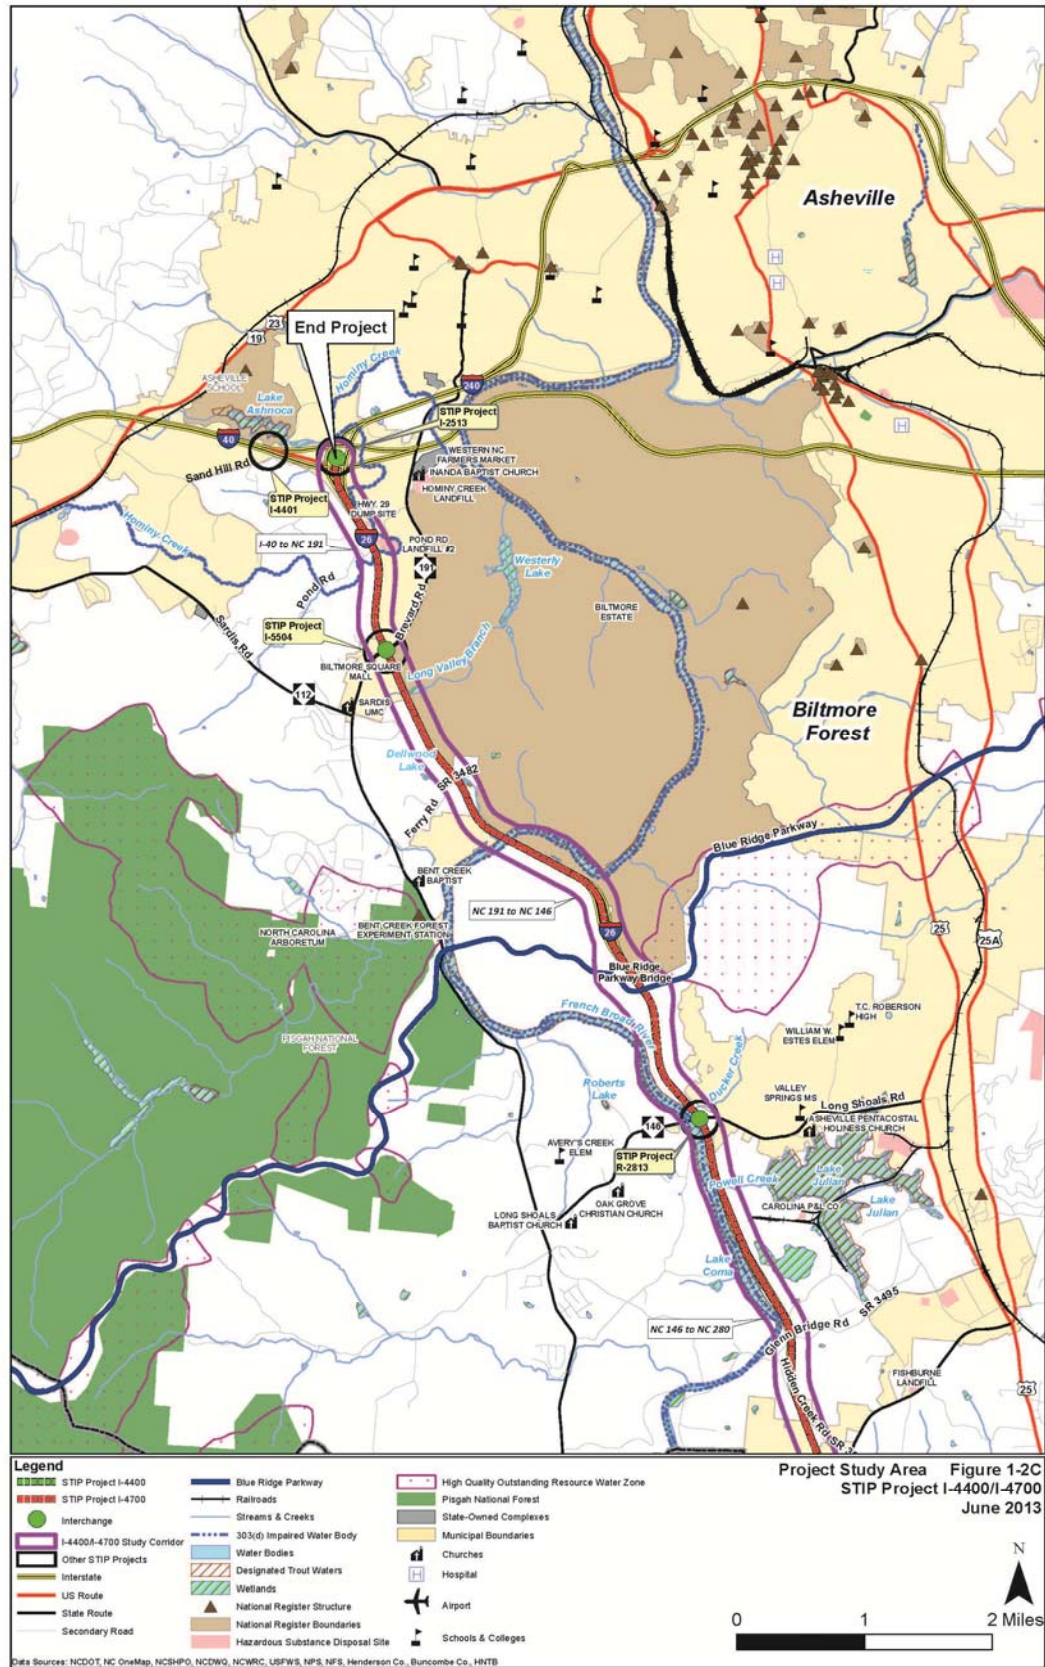 Asheville
End Project
23
19
Hominy Creek
ASHEVILLE
SCHOOL
Lake
Ashnoca
240
STIP Project
I-2513
40
Sand Hill Rd
WESTERN NC
FARMERS MARKET
INANDA BAPTIST CHURCH
HOMINY CREEK
LANDFILL
STIP Project
I-4401
HWY. 29
DUMP SITE
Hominy Creek
I-40 to NC 191
26
POND RD
LANDFILL #2
191
Westerly
Lake
Pond Rd
Brevard Rd
BILTMORE
ESTATE
STIP Project
I-5504
Sardis Rd
BILTMORE SQUARE
MALL
Long Valley Branch
112
SARDIS
UMC
Biltmore
Forest
Dellwood
Lake
SR 3482
Ferry Rd
Blue Ridge Parkway
BENT CREEK
BAPTIST
NORTH CAROLINA
ARBORETUM
BENT CREEK FOREST
EXPERIMENT STATION
NC 191 to NC 146
26
25
25A
Blue Ridge
Parkway Bridge
French Broad River
T.C. ROBERSON
HIGH
WILLIAM W.
ESTES ELEM
PISGAH NATIONAL
FOREST
Ducker Creek
Roberts
Lake
VALLEY
SPRINGS MS
Long Shoals Rd
ASHEVILLE PENTACOSTAL
HOLINESS CHURCH
146
AVERY'S CREEK
ELEM
STIP Project
R-2813
Powell Creek
Lake
Julian
OAK GROVE
CHRISTIAN CHURCH
CAROLINA P&L CO
Lake
Julian
LONG SHOALS
BAPTIST CHURCH
Lake
Coma
SR 3495
NC 146 to NC 280
Glenn Bridge Rd
FISHBURNE
LANDFILL
Hidden Creek Rd SR 3
25
Legend
STIP Project I-4400
STIP Project I-4700
Interchange
I-4400/I-4700 Study Corridor
Other STIP Projects
Interstate
US Route
State Route
Secondary Road
Blue Ridge Parkway
Railroads
Streams & Creeks
303(d) Impaired Water Body
Water Bodies
Designated Trout Waters
Wetlands
National Register Structure
National Register Boundaries
Hazardous Substance Disposal Site
High Quality Outstanding Resource Water Zone
Pisgah National Forest
State-Owned Complexes
Municipal Boundaries
Churches
H Hospital
Airport
Schools & Colleges
Project Study Area Figure 1-2C
STIP Project I-4400/I-4700
June 2013
N
0 1 2 Miles
Data Sources: NCDOT, NC OneMap, NCSHPO, NCDWQ, NCWRC, USFWS, NPS, NFS, Henderson Co., Buncombe Co., HNTB